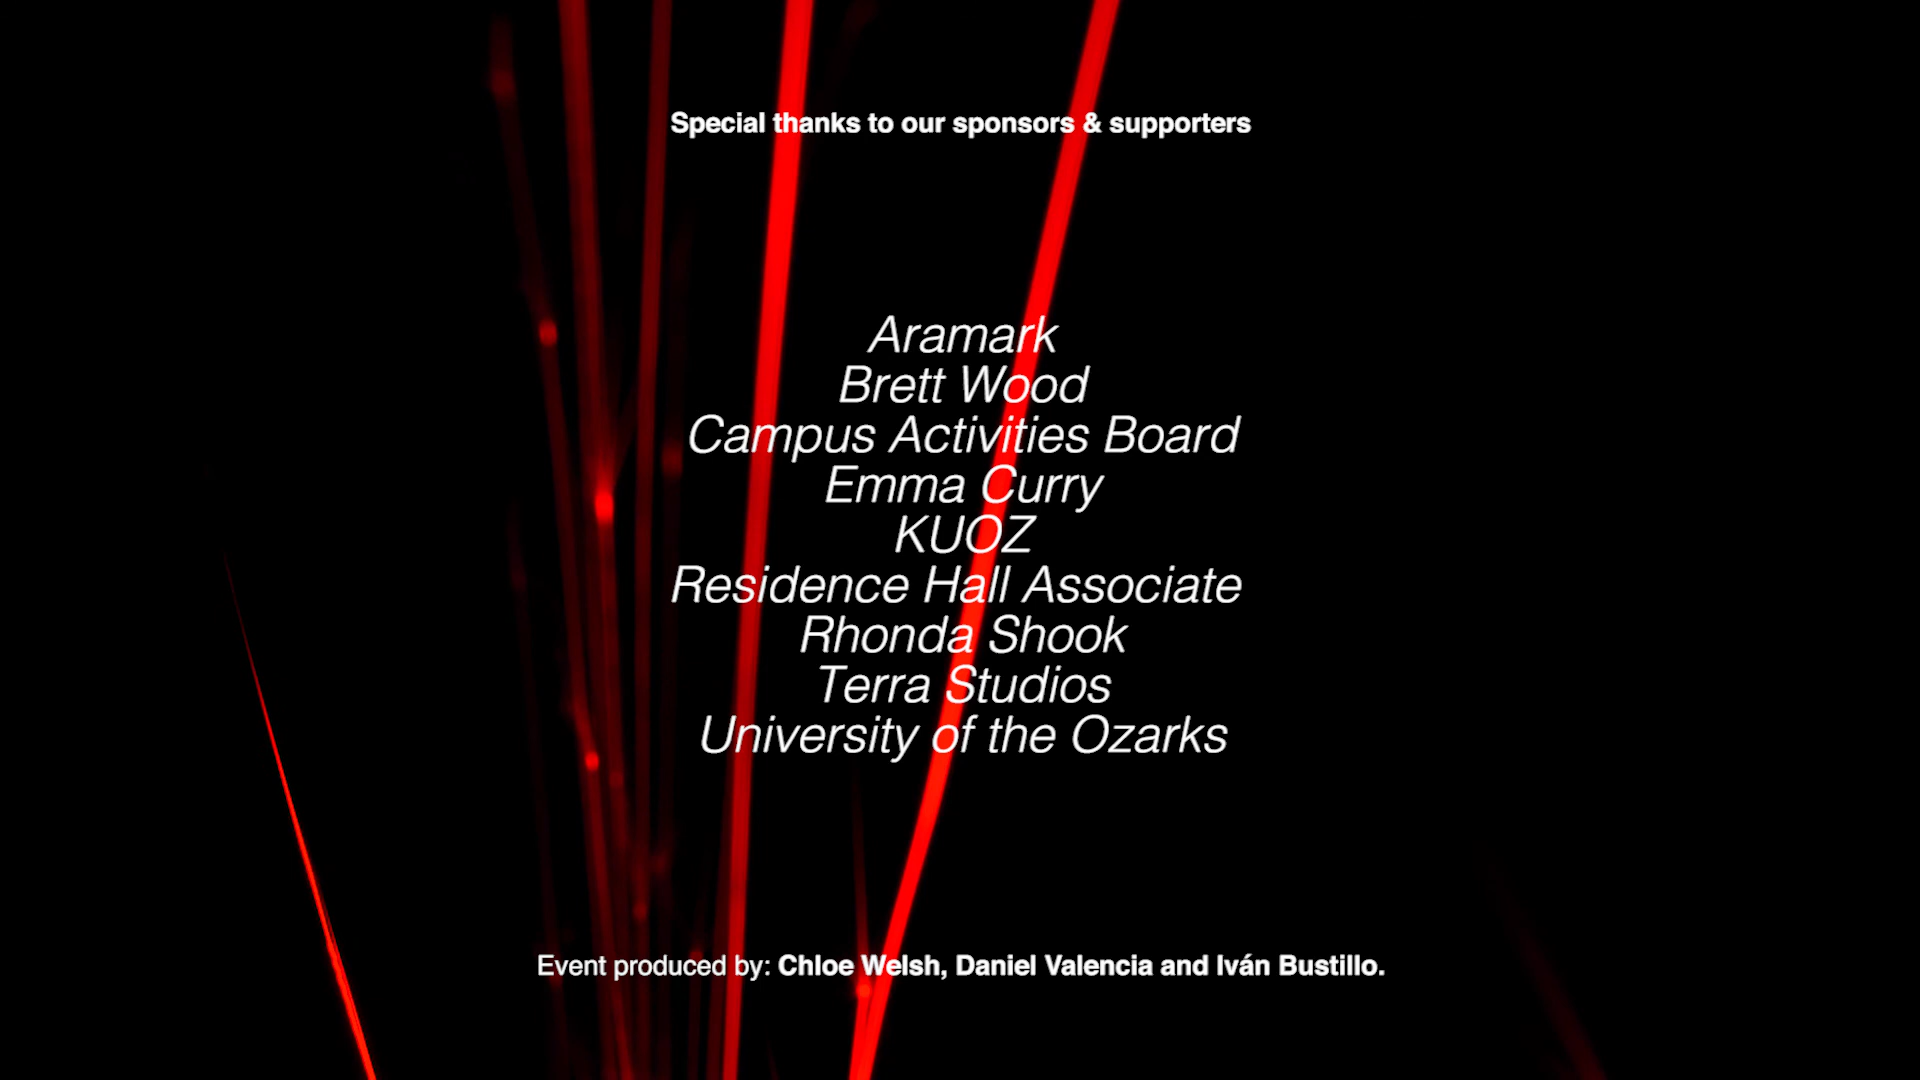 Special thanks to our sponsors & supporters
Aramark
Brett Wood
Campus Activities Board
Emma Curry
KUOZ
Residence Hall Associate
Rhonda Shook
Terra Studios
University of the Ozarks
Event produced by: Chloe Welsh, Daniel Valencia and Iván Bustillo.